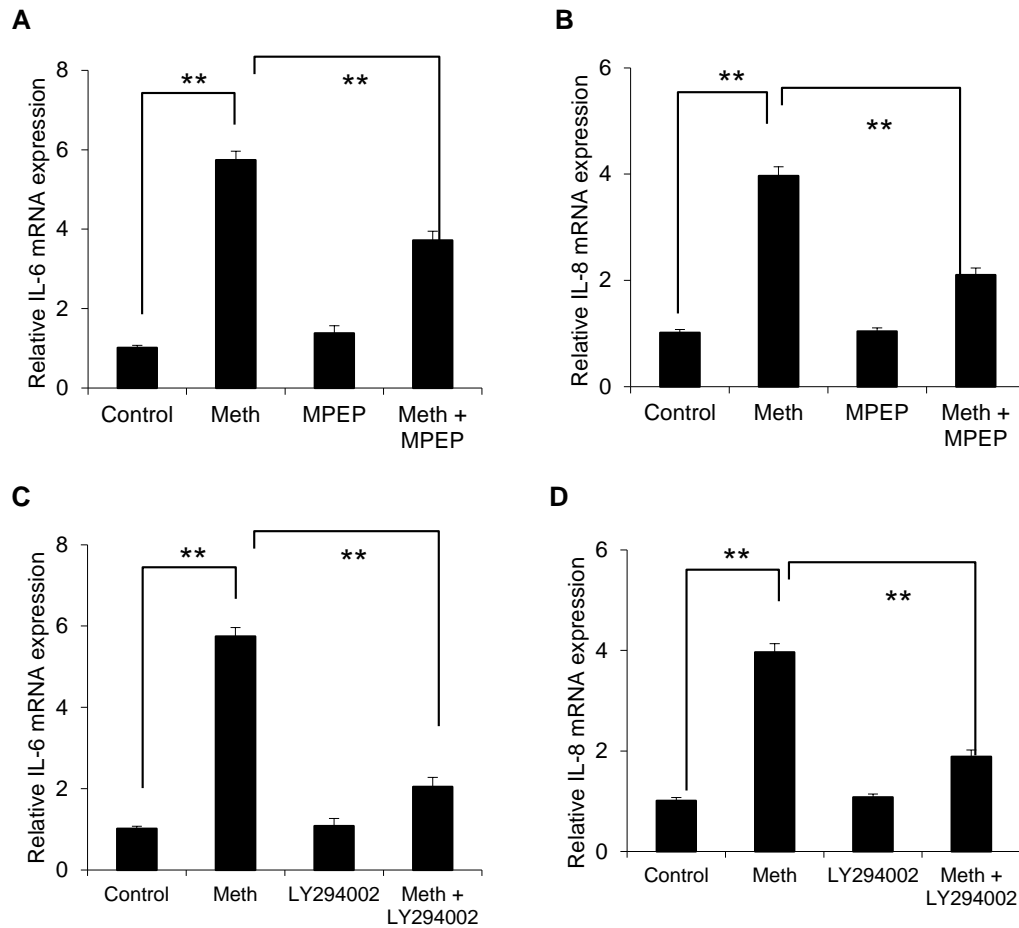 A
Relative IL-6 mRNA expression
8
6
4
2
0
**
**
Control
Meth
MPEP
Meth +
MPEP
B
Relative IL-8 mRNA expression
6
4
2
0
**
**
Control
Meth
MPEP
Meth +
MPEP
C
Relative IL-6 mRNA expression
8
6
4
2
0
**
**
Control
Meth
LY294002
Meth +
LY294002
D
Relative IL-8 mRNA expression
6
4
2
0
**
**
Control
Meth
LY294002
Meth +
LY294002